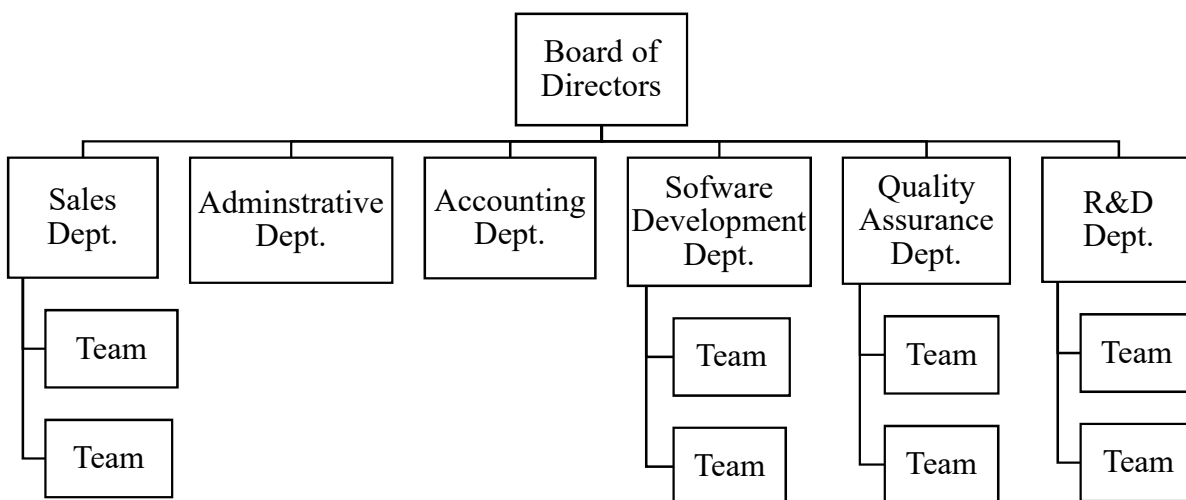 Board of
Directors
Sales
Dept.
Adminstrative
Dept.
Accounting
Dept.
Sofware
Development
Dept.
Quality
Assurance
Dept.
R&D
Dept.
Team
Team
Team
Team
Team
Team
Team
Team